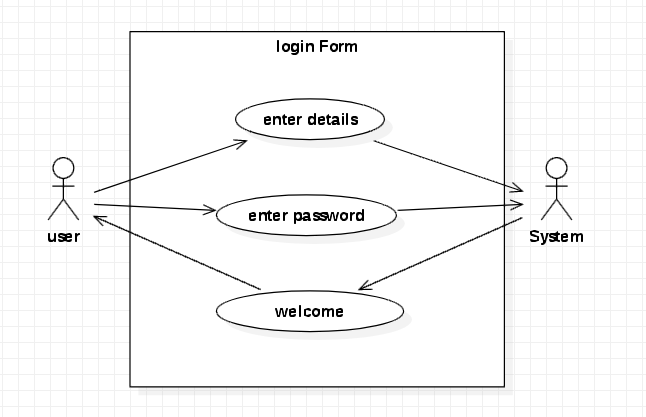 login Form
enter details
enter password
user
System
welcome